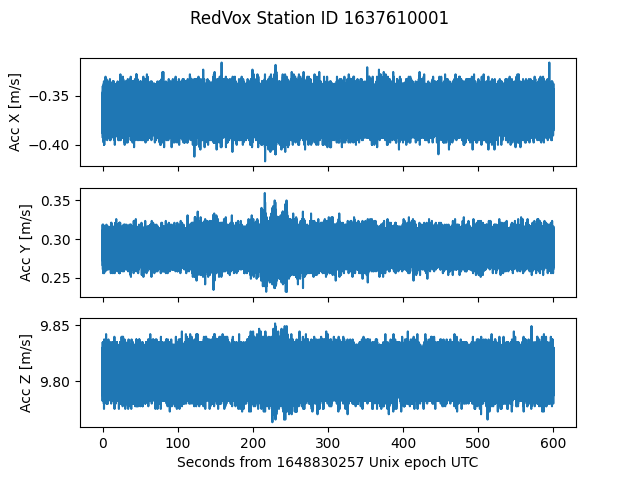 RedVox Station ID 1637610001
Acc X [m/s]
−0.35
−0.40
Acc Y [m/s]
0.35
0.30
0.25
Acc Z [m/s]
9.85
9.80
0 100 200 300 400 500 600
Seconds from 1648830257 Unix epoch UTC